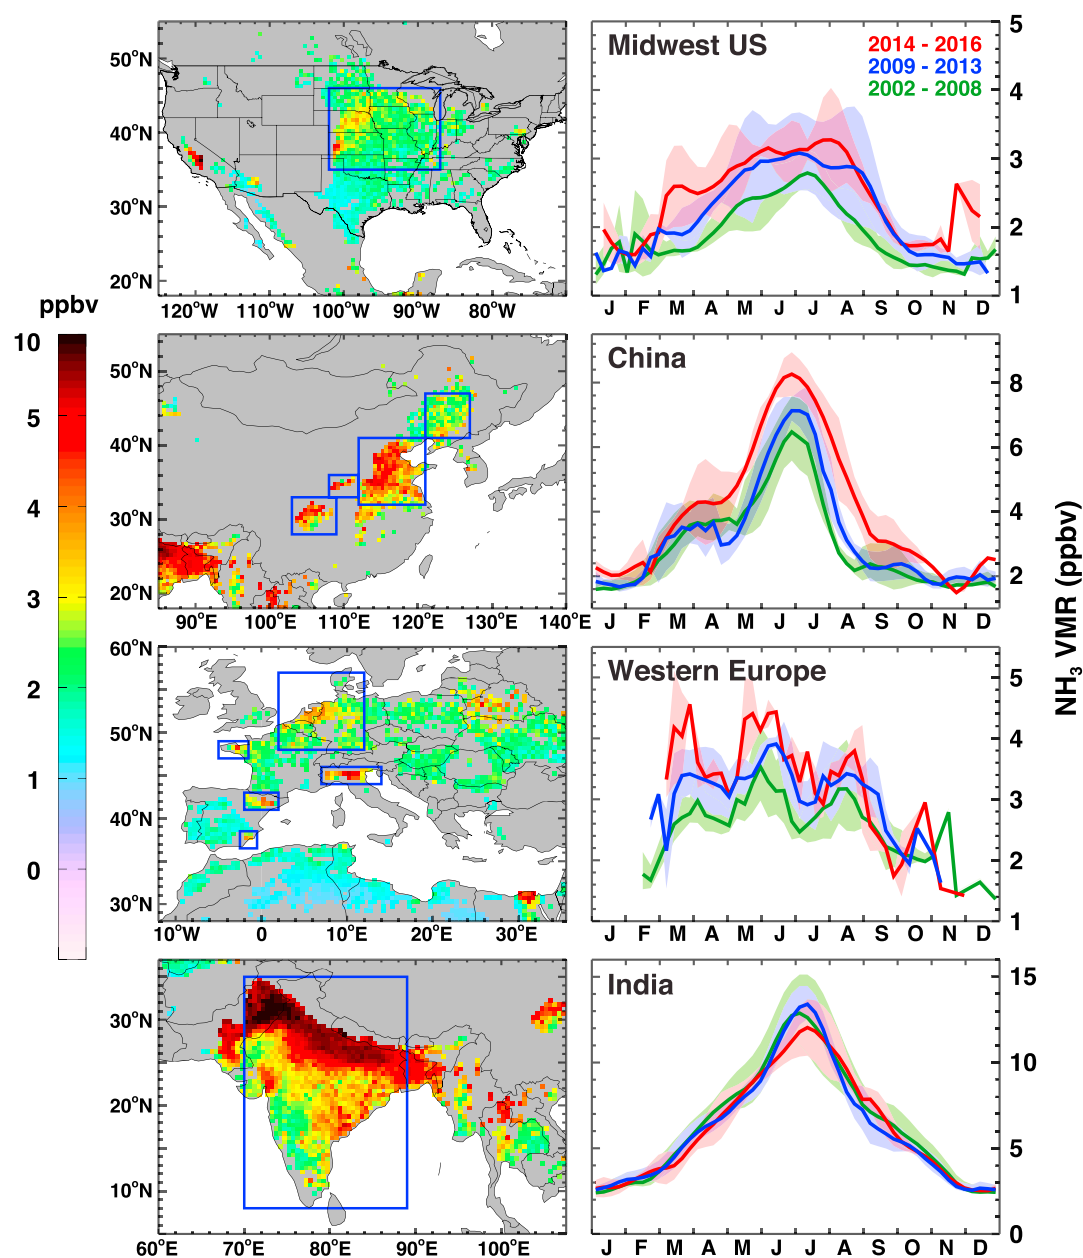 Midwest US
2014 - 2016
2009 - 2013
2002 - 2008
50°N
40°N
30°N
20°N
120°W 110°W 100°W 90°W 80°W
5
4
3
2
1
J F M A M J J A S O N D
ppbv
10
5
4
3
2
1
0
China
50°N
40°N
30°N
20°N
90°E 100°E 110°E 120°E 130°E 140°E
8
6
4
2
J F M A M J J A S O N D
NH₃ VMR (ppbv)
Western Europe
60°N
50°N
40°N
30°N
10°W 0 10°E 20°E 30°E
5
4
3
2
1
J F M A M J J A S O N D
India
30°N
20°N
10°N
60°E 70°E 80°E 90°E 100°E
15
10
5
0
J F M A M J J A S O N D